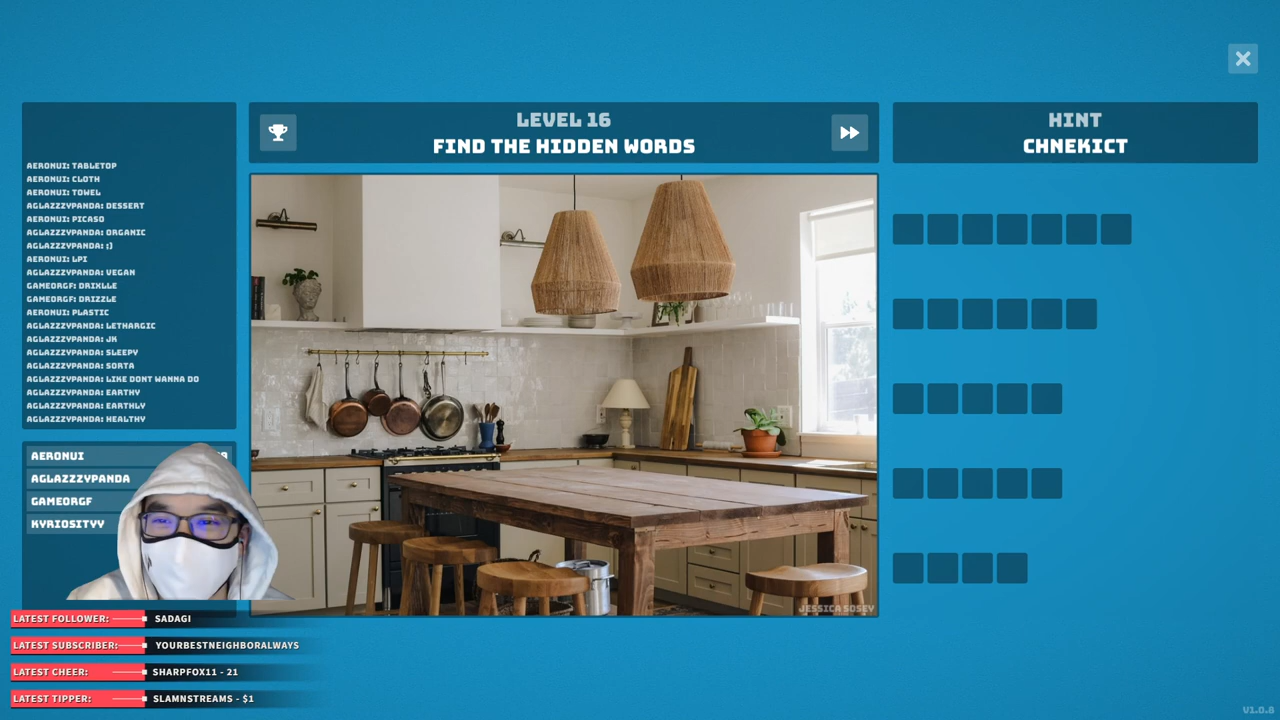 LEVEL 16
FIND THE HIDDEN WORDS
HINT
CHNEKICT
AERONUI: TABLETOP
AERONUI: CLOTH
AERONUI: TOWEL
AGLAZZZYPANDA: DESSERT
AERONUI: PICASO
AGLAZZZYPANDA: ORGANIC
AGLAZZZYPANDA: ;)
AERONUI: LPI
AGLAZZZYPANDA: VEGAN
GAMEORGF: DRIXLLE
GAMEORGF: DRIZZLE
AERONUI: PLASTIC
AGLAZZZYPANDA: LETHARGIC
AGLAZZZYPANDA: JK
AGLAZZZYPANDA: SLEEPY
AGLAZZZYPANDA: SORTA
AGLAZZZYPANDA: LIKE DONT WANNA DO
AGLAZZZYPANDA: EARTHY
AGLAZZZYPANDA: EARTHLY
AGLAZZZYPANDA: HEALTHY
AERONUI
AGLAZZZYPANDA
GAMEORGF
KYRIOSITYY
JESSICA SOSEY
LATEST FOLLOWER: SADAGI
LATEST SUBSCRIBER: YOURBESTNEIGHBORALWAYS
LATEST CHEER: SHARPFOX11 - 21
LATEST TIPPER: SLAMNSTREAMS - $1
V1.0.8